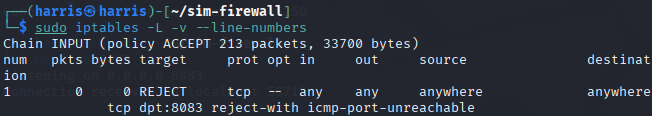 ┌──(harris㉿harris)-[~/sim-firewall]
└─$ sudo iptables -L -v --line-numbers
Chain INPUT (policy ACCEPT 213 packets, 33700 bytes)
num   pkts bytes target     prot opt in     out     source               destinat
ion
1        0     0 REJECT     tcp  --  any    any     anywhere             anywhere
             tcp dpt:8083 reject-with icmp-port-unreachable